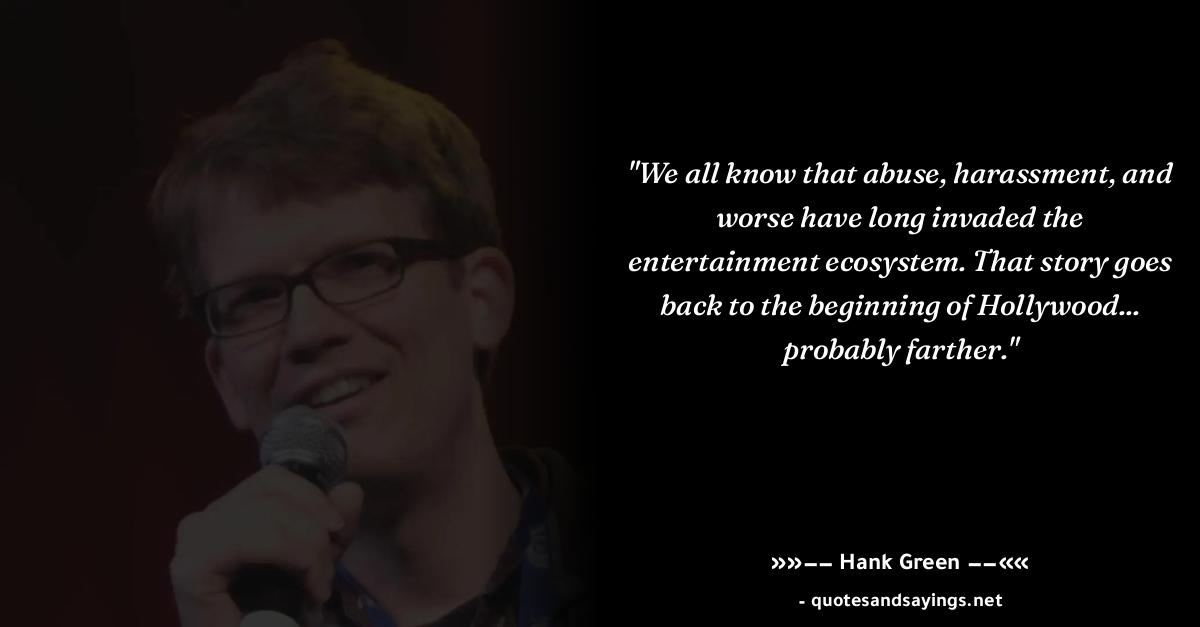 "We all know that abuse, harassment, and
worse have long invaded the
entertainment ecosystem. That story goes
back to the beginning of Hollywood...
probably farther."
»»−− Hank Green −−««
- quotesandsayings.net